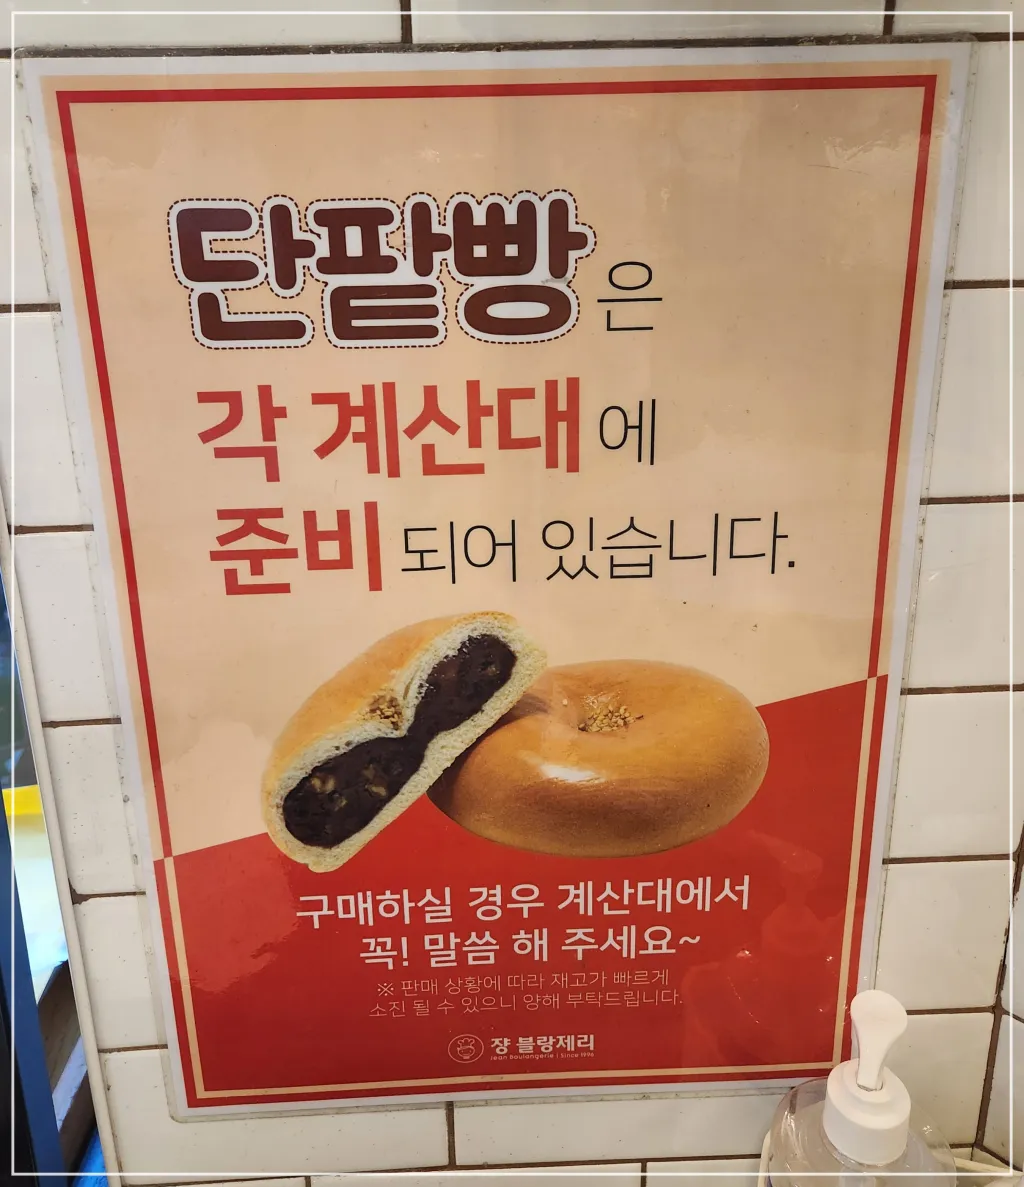 단팥빵은
각 계산대에
준비되어 있습니다.
구매하실 경우 계산대에서
꼭! 말씀 해 주세요~
※ 판매 상황에 따라 재고가 빠르게
소진 될 수 있으니 양해 부탁드립니다.
쟝 블랑제리
Jean Boulangerie | Since 1996